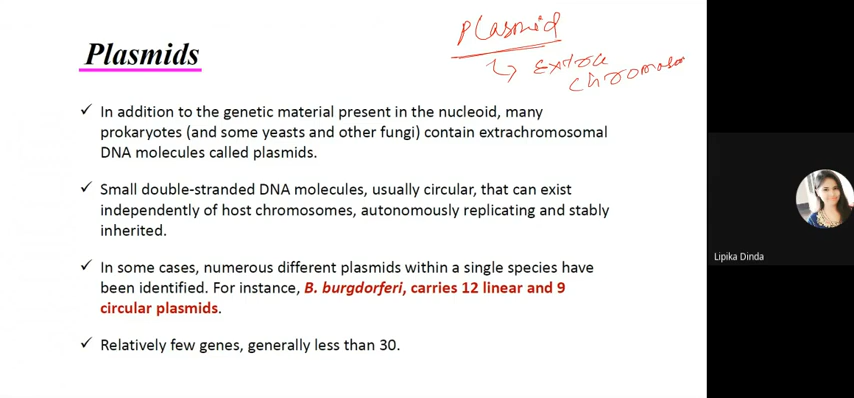 Plasmid
Extra
chromosom
Plasmids
✓ In addition to the genetic material present in the nucleoid, many
prokaryotes (and some yeasts and other fungi) contain extrachromosomal
DNA molecules called plasmids.
✓ Small double-stranded DNA molecules, usually circular, that can exist
independently of host chromosomes, autonomously replicating and stably
inherited.
✓ In some cases, numerous different plasmids within a single species have
been identified. For instance, B. burgdorferi, carries 12 linear and 9
circular plasmids.
✓ Relatively few genes, generally less than 30.
Lipika Dinda